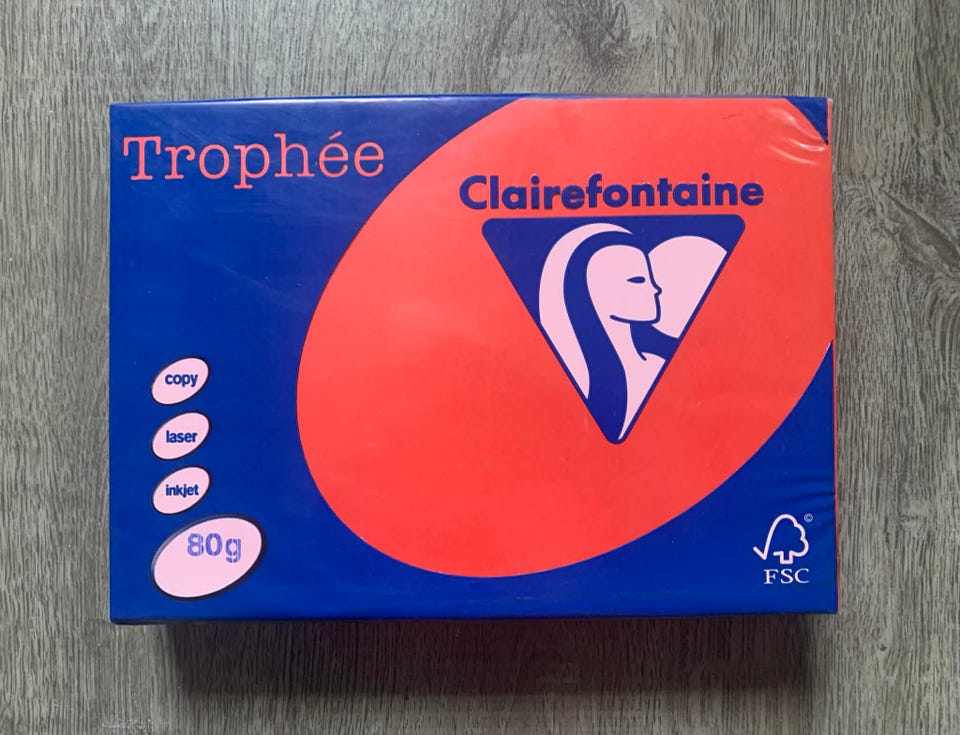 Trophée
Clairefontaine
copy
laser
inkjet
80g
©
FSC